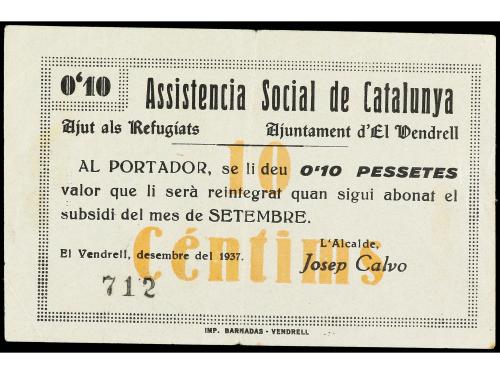 0'10 Assistencia Social de Catalunya
Ajut als Refugiats Ajuntament d'El Vendrell
10
AL PORTADOR, se li deu 0'10 PESSETES
valor que li serà reintegrat quan sigui abonat el
subsidi del mes de SETEMBRE.
Céntims
L'Alcalde,
El Vendrell, desembre del 1937. Josep Calvo
712
IMP. BARNADAS - VENDRELL